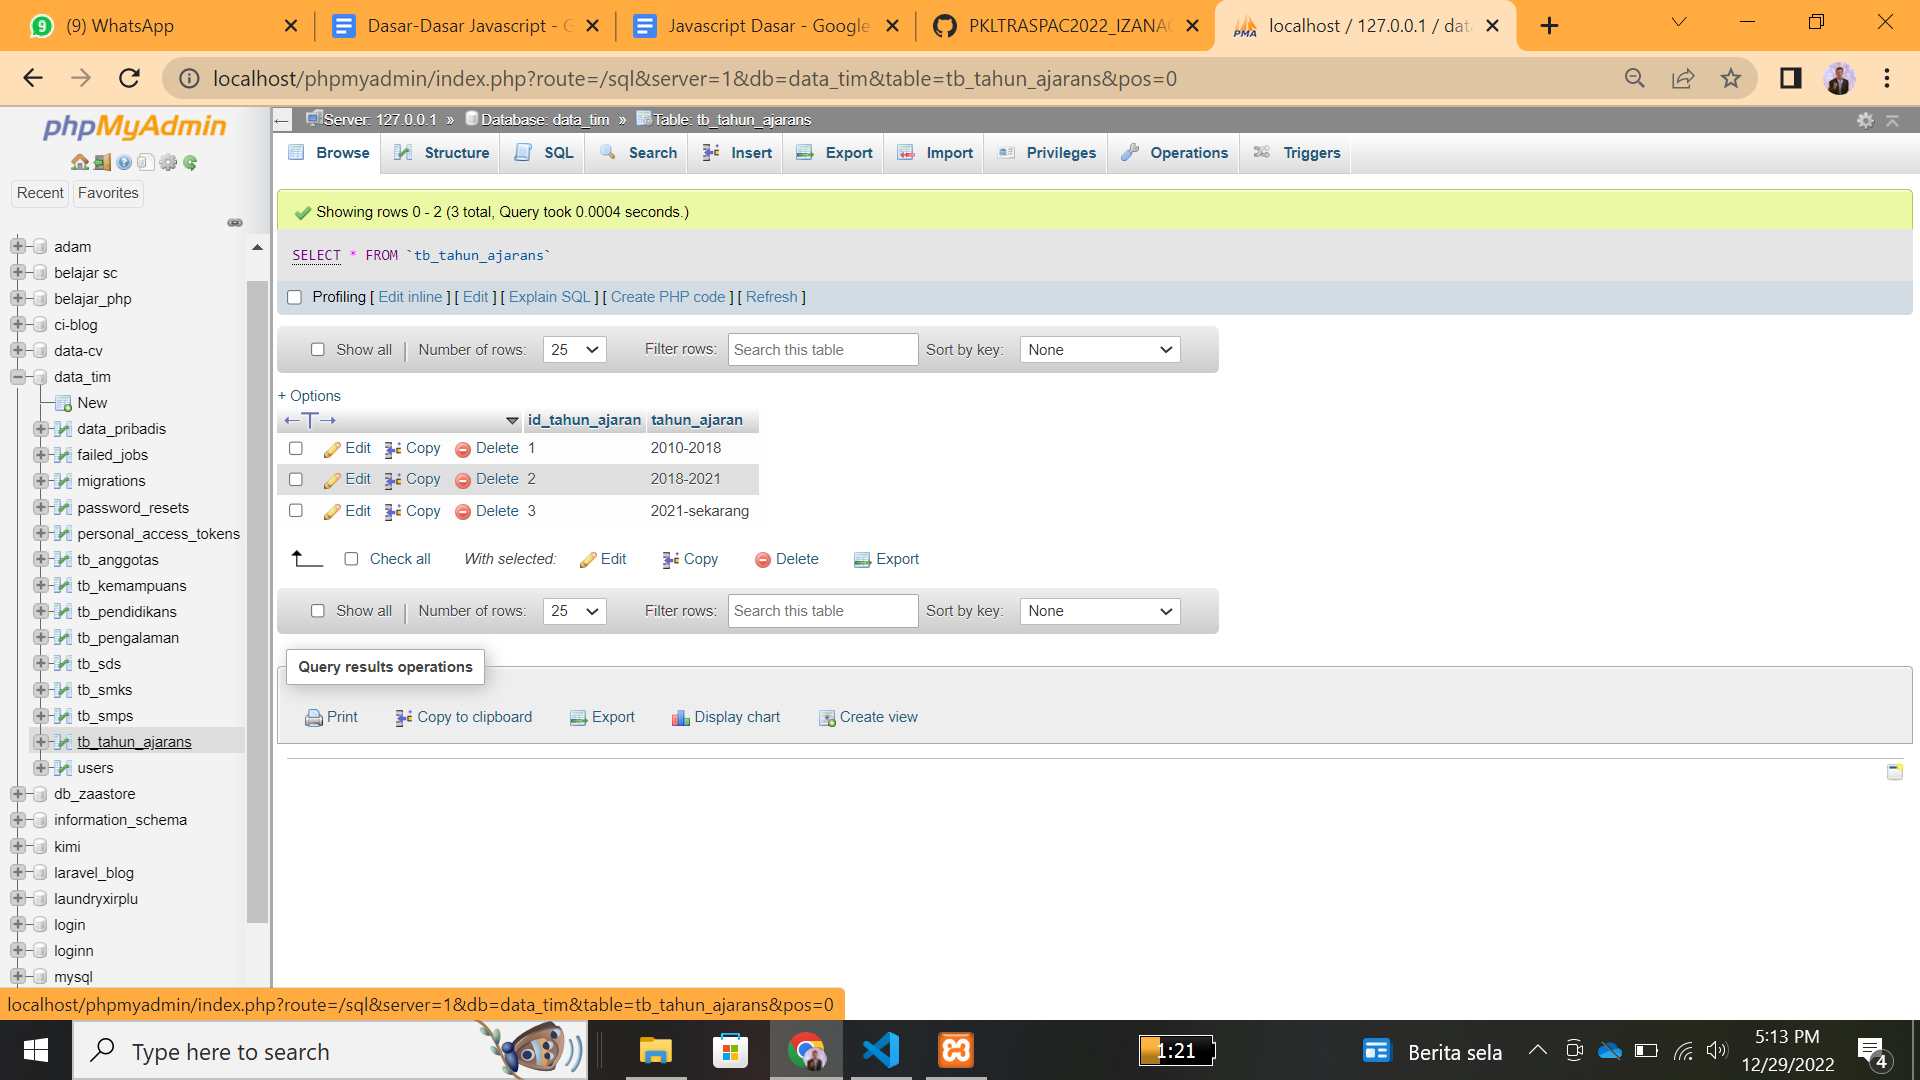 (9) WhatsApp
Dasar-Dasar Javascript - G
Javascript Dasar - Google
PKLTRASPAC2022_IZANAC
localhost / 127.0.0.1 / data
localhost/phpmyadmin/index.php?route=/sql&server=1&db=data_tim&table=tb_tahun_ajarans&pos=0
phpMyAdmin
Recent
Favorites
adam
belajar sc
belajar_php
ci-blog
data-cv
data_tim
New
data_pribadis
failed_jobs
migrations
password_resets
personal_access_tokens
tb_anggotas
tb_kemampuans
tb_pendidikans
tb_pengalaman
tb_sds
tb_smks
tb_smps
tb_tahun_ajarans
users
db_zaastore
information_schema
kimi
laravel_blog
laundryxirplu
login
loginn
mysql
Server: 127.0.0.1 » Database: data_tim » Table: tb_tahun_ajarans
Browse Structure SQL Search Insert Export Import Privileges Operations Triggers
Showing rows 0 - 2 (3 total, Query took 0.0004 seconds.)
SELECT * FROM `tb_tahun_ajarans`
Profiling [ Edit inline ] [ Edit ] [ Explain SQL ] [ Create PHP code ] [ Refresh ]
Show all | Number of rows: 25 Filter rows: Search this table Sort by key: None
+ Options
←T→ id_tahun_ajaran tahun_ajaran
Edit Copy Delete 1 2010-2018
Edit Copy Delete 2 2018-2021
Edit Copy Delete 3 2021-sekarang
Check all With selected: Edit Copy Delete Export
Show all | Number of rows: 25 Filter rows: Search this table Sort by key: None
Query results operations
Print Copy to clipboard Export Display chart Create view
localhost/phpmyadmin/index.php?route=/sql&server=1&db=data_tim&table=tb_tahun_ajarans&pos=0
Type here to search
1:21
Berita sela
5:13 PM
12/29/2022
4